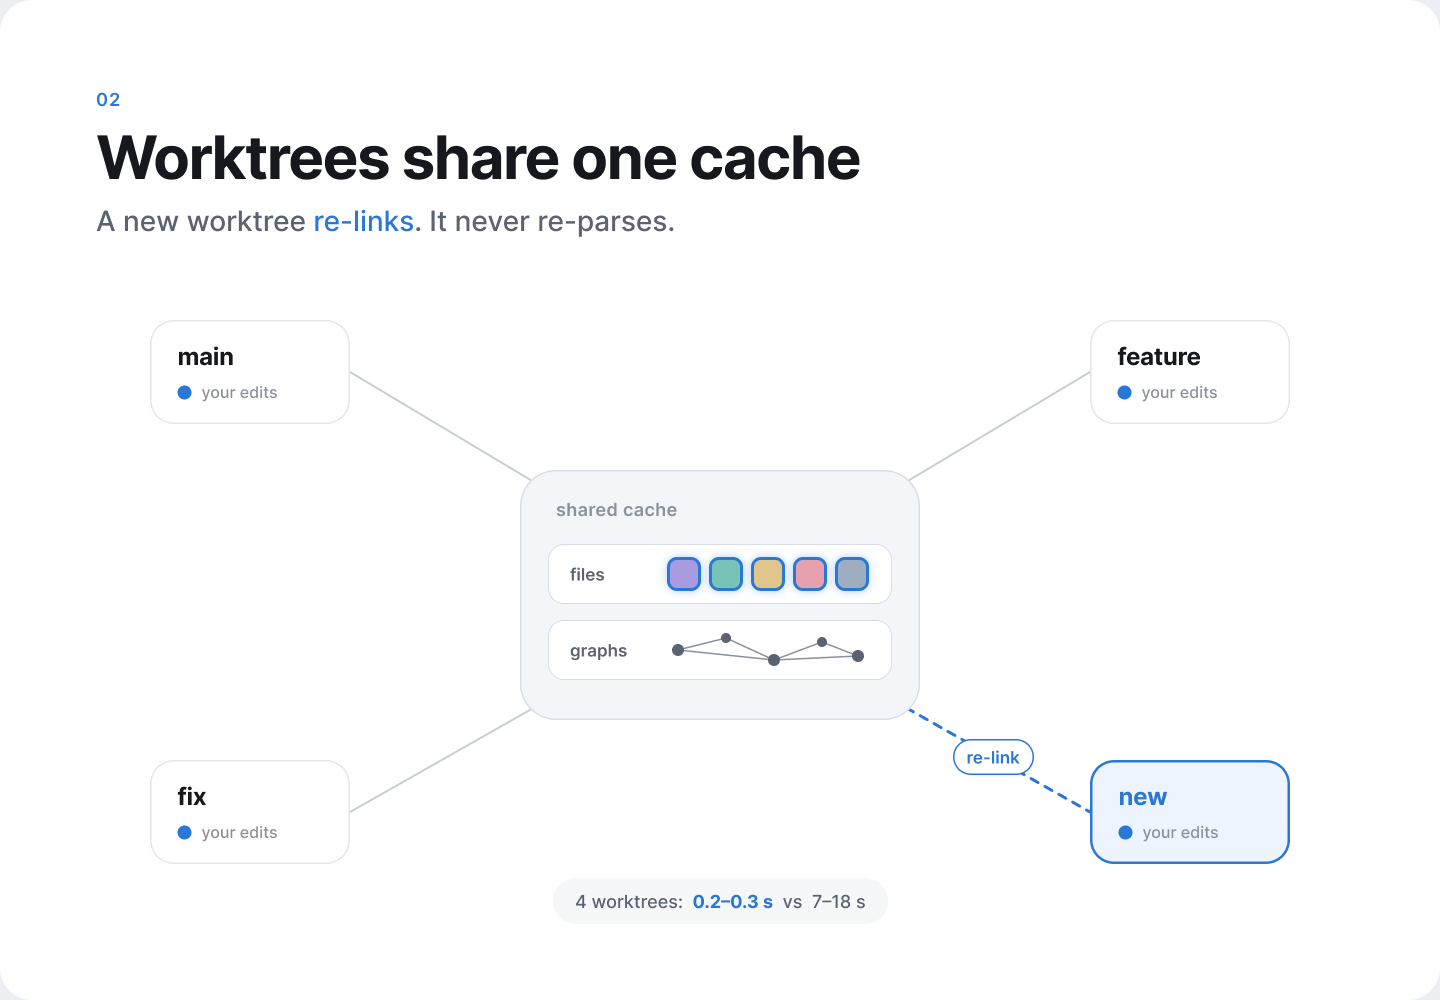 02
Worktrees share one cache
A new worktree re-links. It never re-parses.
main
your edits
feature
your edits
shared cache
files
graphs
re-link
fix
your edits
new
your edits
4 worktrees: 0.2–0.3 s vs 7–18 s